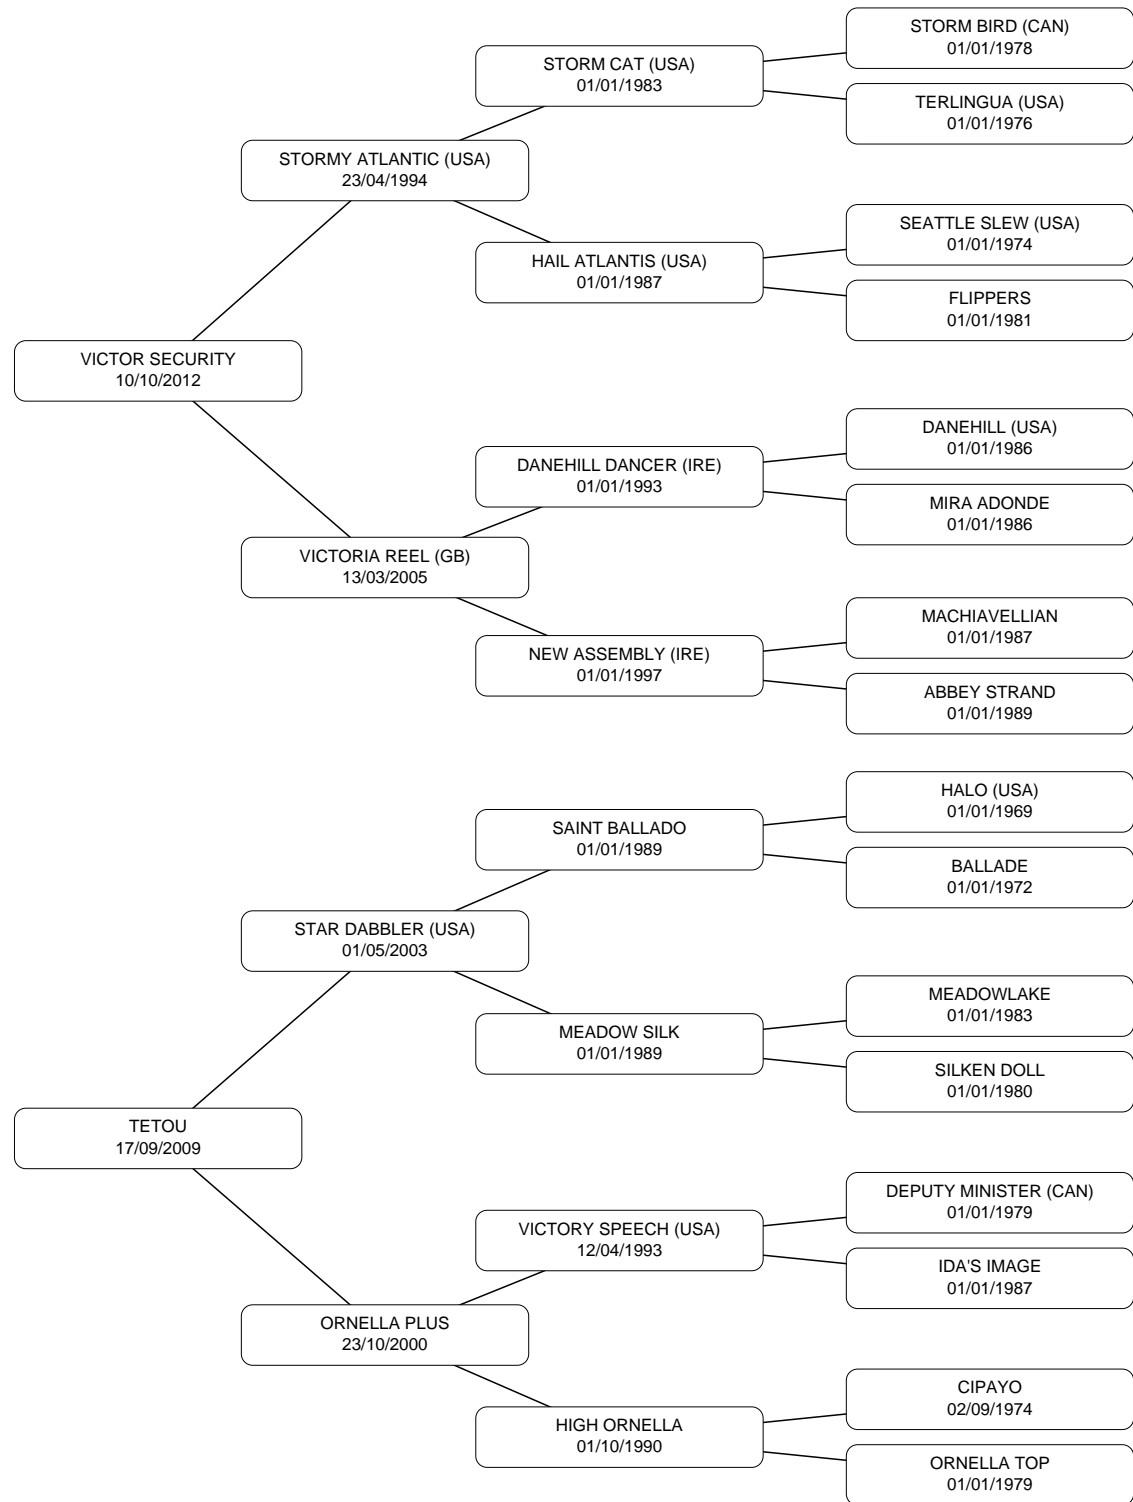 STORM BIRD (CAN)
01/01/1978
STORM CAT (USA)
01/01/1983
TERLINGUA (USA)
01/01/1976
STORMY ATLANTIC (USA)
23/04/1994
SEATTLE SLEW (USA)
01/01/1974
HAIL ATLANTIS (USA)
01/01/1987
FLIPPERS
01/01/1981
VICTOR SECURITY
10/10/2012
DANEHILL (USA)
01/01/1986
DANEHILL DANCER (IRE)
01/01/1993
MIRA ADONDE
01/01/1986
VICTORIA REEL (GB)
13/03/2005
MACHIAVELLIAN
01/01/1987
NEW ASSEMBLY (IRE)
01/01/1997
ABBEY STRAND
01/01/1989
HALO (USA)
01/01/1969
SAINT BALLADO
01/01/1989
BALLADE
01/01/1972
STAR DABBLER (USA)
01/05/2003
MEADOWLAKE
01/01/1983
MEADOW SILK
01/01/1989
SILKEN DOLL
01/01/1980
TETOU
17/09/2009
DEPUTY MINISTER (CAN)
01/01/1979
VICTORY SPEECH (USA)
12/04/1993
IDA'S IMAGE
01/01/1987
ORNELLA PLUS
23/10/2000
CIPAYO
02/09/1974
HIGH ORNELLA
01/10/1990
ORNELLA TOP
01/01/1979